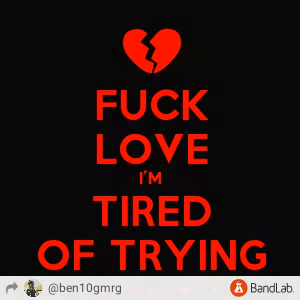 FUCK
LOVE
I'M
TIRED
OF TRYING
@ben10gmrg BandLab.